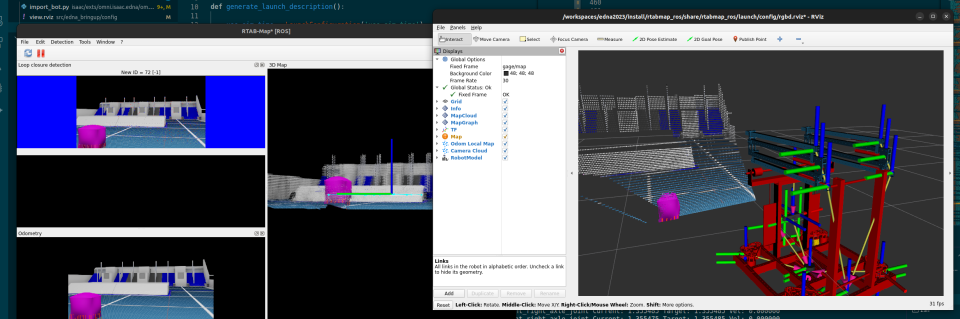 import_bot.py isaac/exts/omni.isaac.edna/om... 9+, M
view.rviz src/edna_bringup/config M
10 def generate_launch_description():
460
RTAB-Map* [ROS]
File Edit Detection Tools Window ?
Loop closure detection
New ID = 72 [-1]
3D Map
Odometry
/workspaces/edna2023/install/rtabmap_ros/share/rtabmap_ros/launch/config/rgbd.rviz* - RViz
File Panels Help
Interact Move Camera Select Focus Camera Measure 2D Pose Estimate 2D Goal Pose Publish Point
Displays
Global Options
Fixed Frame gage/map
Background Color 48; 48; 48
Frame Rate 30
Global Status: Ok
Fixed Frame OK
Grid
Info
MapCloud
MapGraph
TF
Map
Odom Local Map
Camera Cloud
RobotModel
Links
All links in the robot in alphabetic order. Uncheck a link
to hide its geometry.
Add Duplicate Remove Rename
Reset Left-Click: Rotate. Middle-Click: Move X/Y. Right-Click/Mouse Wheel: Zoom. Shift: More options. 31 fps